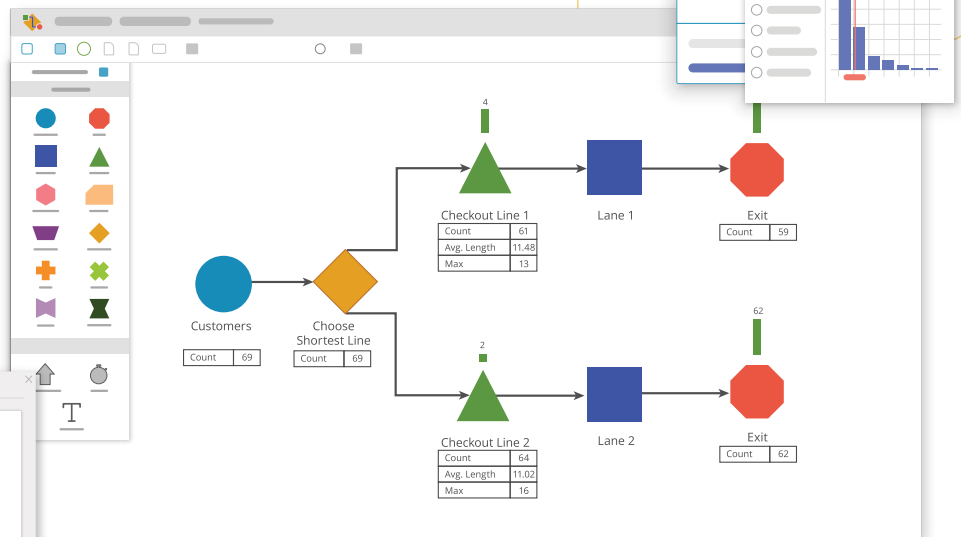 4
Checkout Line 1
Count 61
Avg. Length 11.48
Max 13
Lane 1
Exit
Count 59
Customers
Count 69
Choose
Shortest Line
Count 69
2
Checkout Line 2
Count 64
Avg. Length 11.02
Max 16
Lane 2
62
Exit
Count 62
T